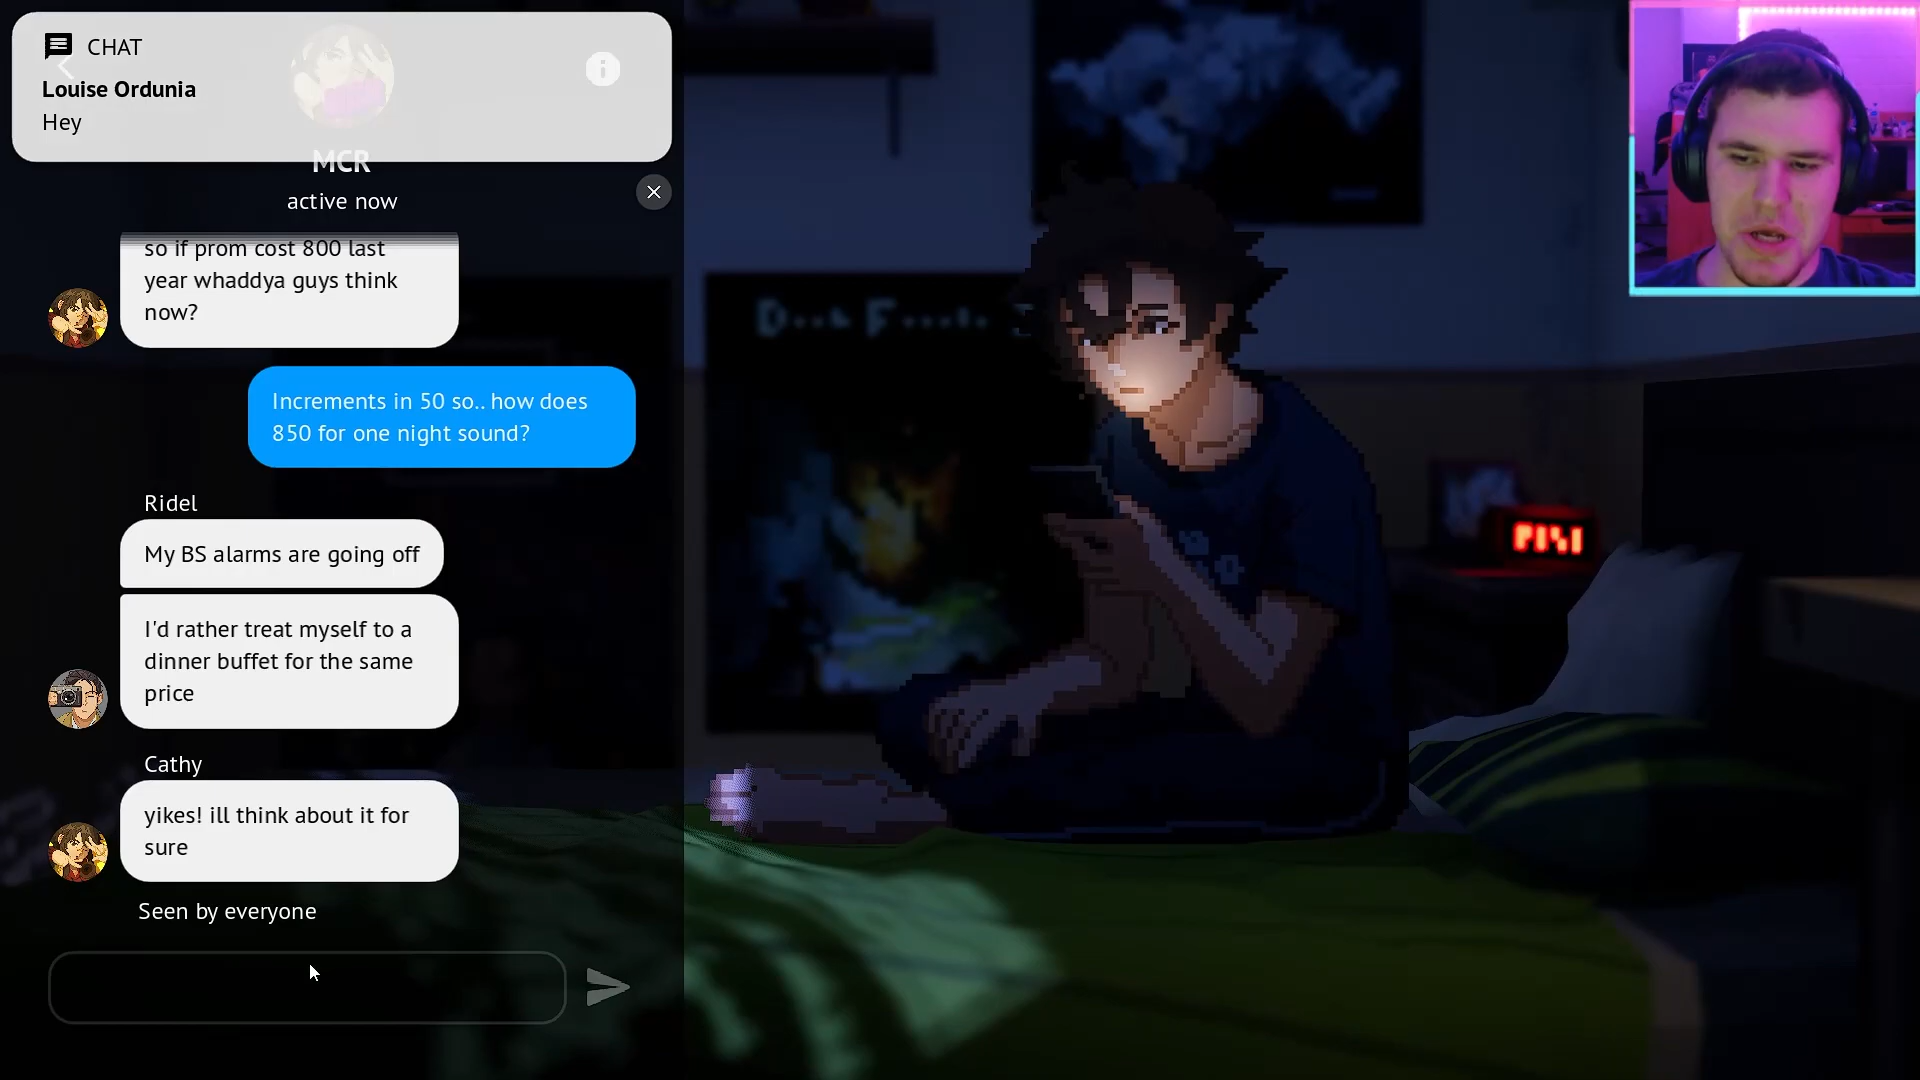 CHAT
Louise Ordunia
Hey
MCR
active now
so if prom cost 800 last
year whaddya guys think
now?
Increments in 50 so.. how does
850 for one night sound?
Ridel
My BS alarms are going off
I'd rather treat myself to a
dinner buffet for the same
price
Cathy
yikes! ill think about it for
sure
Seen by everyone